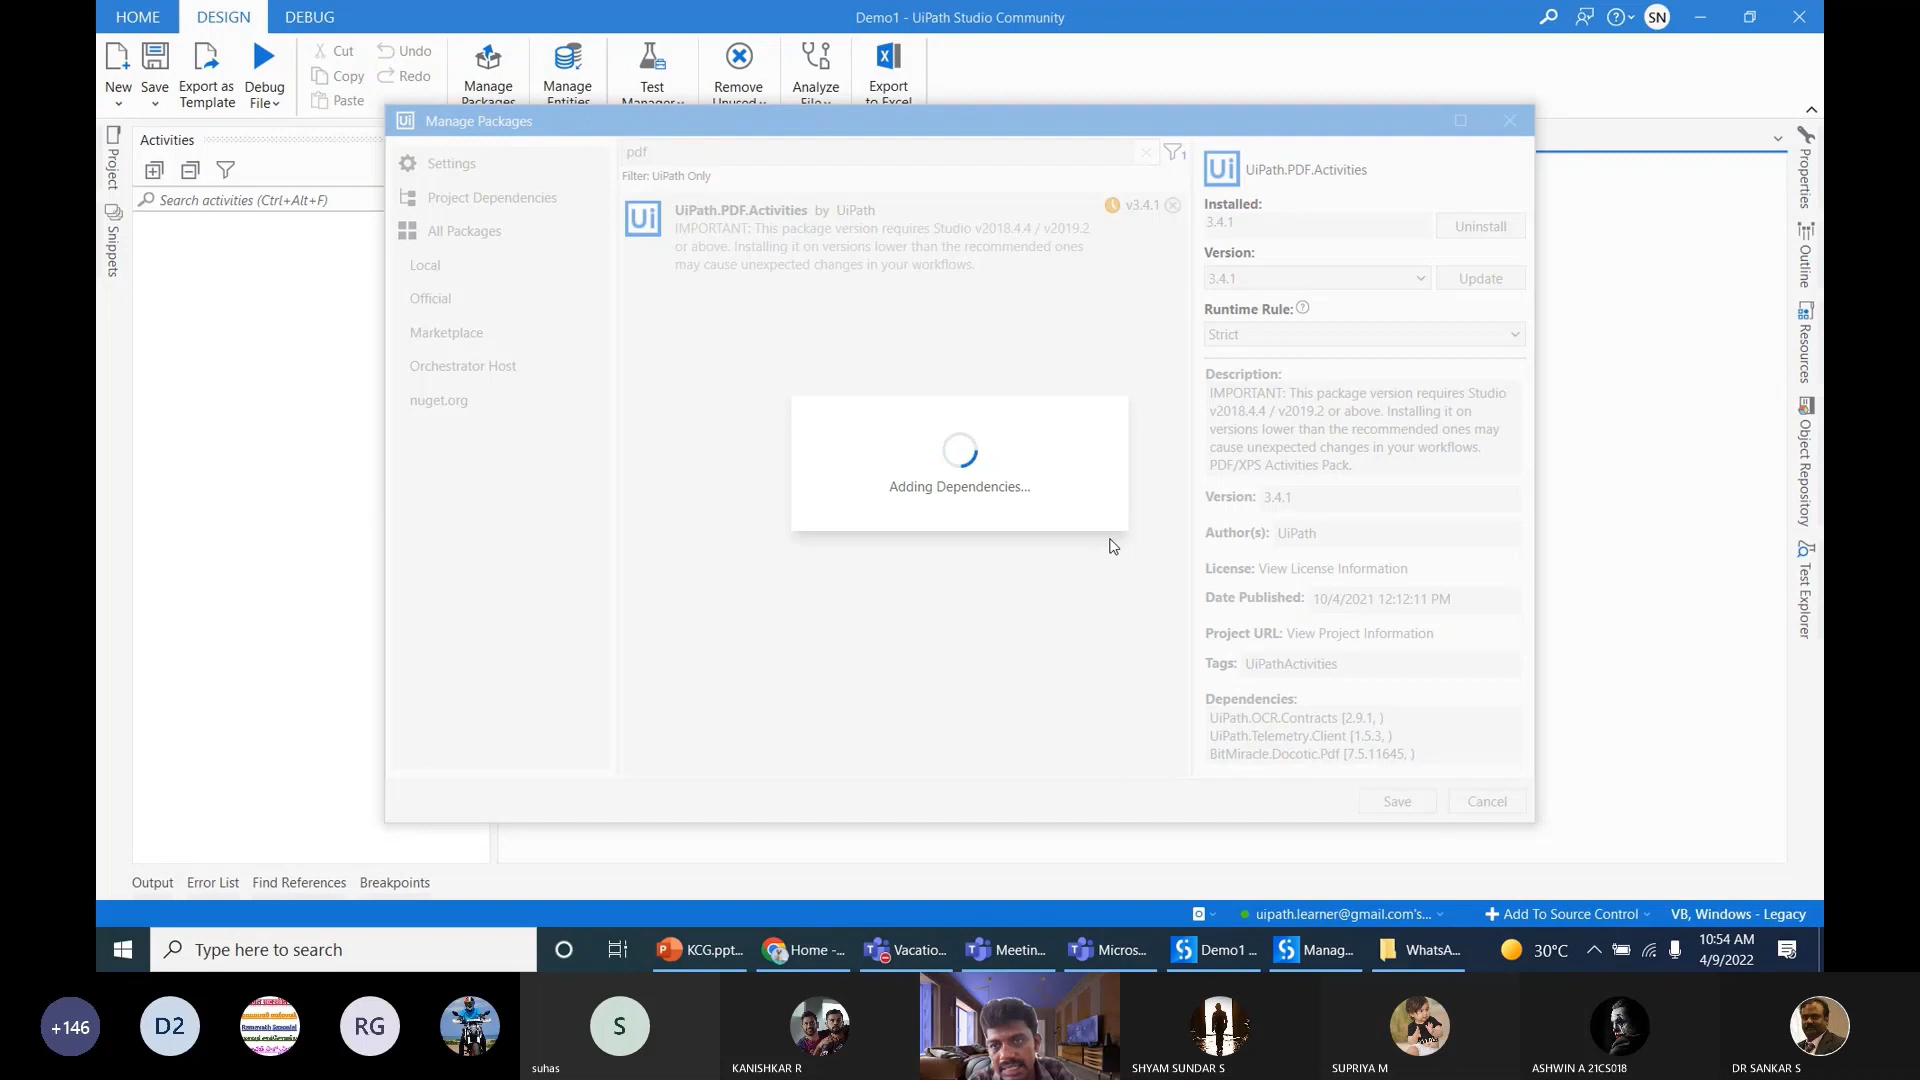 HOME
DESIGN
DEBUG
Demo1 - UiPath Studio Community
SN
New
Save
Export as
Template
Debug
File
Cut
Copy
Paste
Undo
Redo
Manage
Packages
Manage
Entities
Test
Manager
Remove
Unused
Analyze
File
Export
to Excel
Project
Snippets
Activities
Search activities (Ctrl+Alt+F)
Ui
Manage Packages
Settings
Project Dependencies
All Packages
Local
Official
Marketplace
Orchestrator Host
nuget.org
pdf
1
Filter: UiPath Only
Ui
UiPath.PDF.Activities by UiPath
v3.4.1
IMPORTANT: This package version requires Studio v2018.4.4 / v2019.2
or above. Installing it on versions lower than the recommended ones
may cause unexpected changes in your workflows.
Adding Dependencies...
Ui
UiPath.PDF.Activities
Installed:
3.4.1
Uninstall
Version:
3.4.1
Update
Runtime Rule:
Strict
Description:
IMPORTANT: This package version requires Studio
v2018.4.4 / v2019.2 or above. Installing it on
versions lower than the recommended ones may
cause unexpected changes in your workflows.
PDF/XPS Activities Pack.
Version: 3.4.1
Author(s): UiPath
License: View License Information
Date Published: 10/4/2021 12:12:11 PM
Project URL: View Project Information
Tags: UiPathActivities
Dependencies:
UiPath.OCR.Contracts [2.9.1, )
UiPath.Telemetry.Client [1.5.3, )
BitMiracle.Docotic.Pdf [7.5.11645, )
Save
Cancel
Properties
Outline
Resources
Object Repository
Test Explorer
Output
Error List
Find References
Breakpoints
uipath.learner@gmail.com's...
Add To Source Control
VB, Windows - Legacy
Type here to search
KCG.ppt...
Home -...
Vacatio...
Meetin...
Micros...
Demo1 ...
Manag...
WhatsA...
30°C
10:54 AM
4/9/2022
+146
D2
RG
S
suhas
KANISHKAR R
SHYAM SUNDAR S
SUPRIYA M
ASHWIN A 21CS018
DR SANKAR S